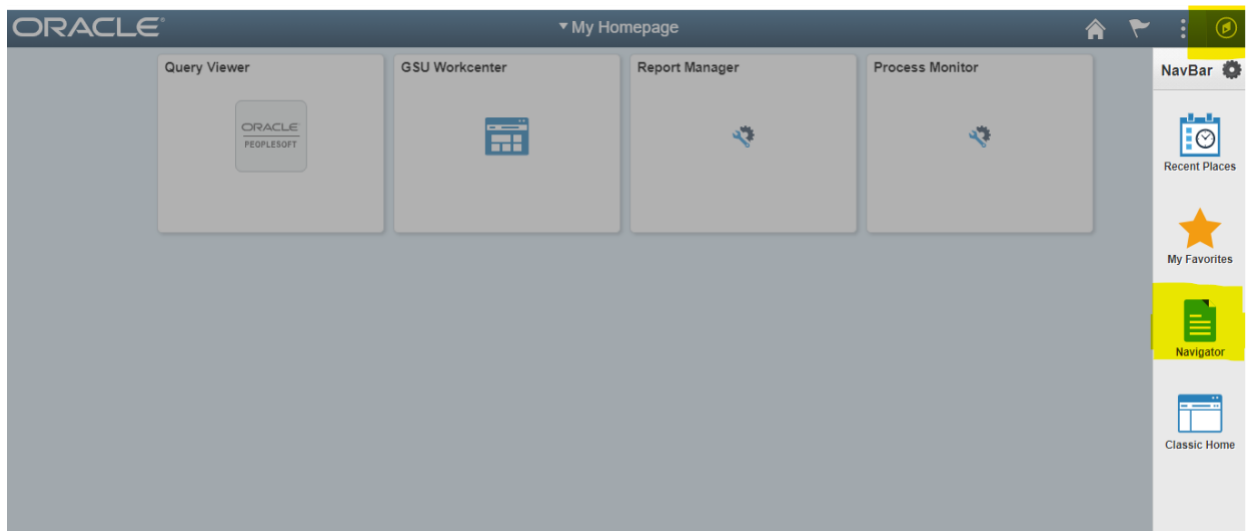 ORACLE®
My Homepage
NavBar
Query Viewer
GSU Workcenter
Report Manager
Process Monitor
ORACLE
PEOPLESOFT
Recent Places
My Favorites
Navigator
Classic Home